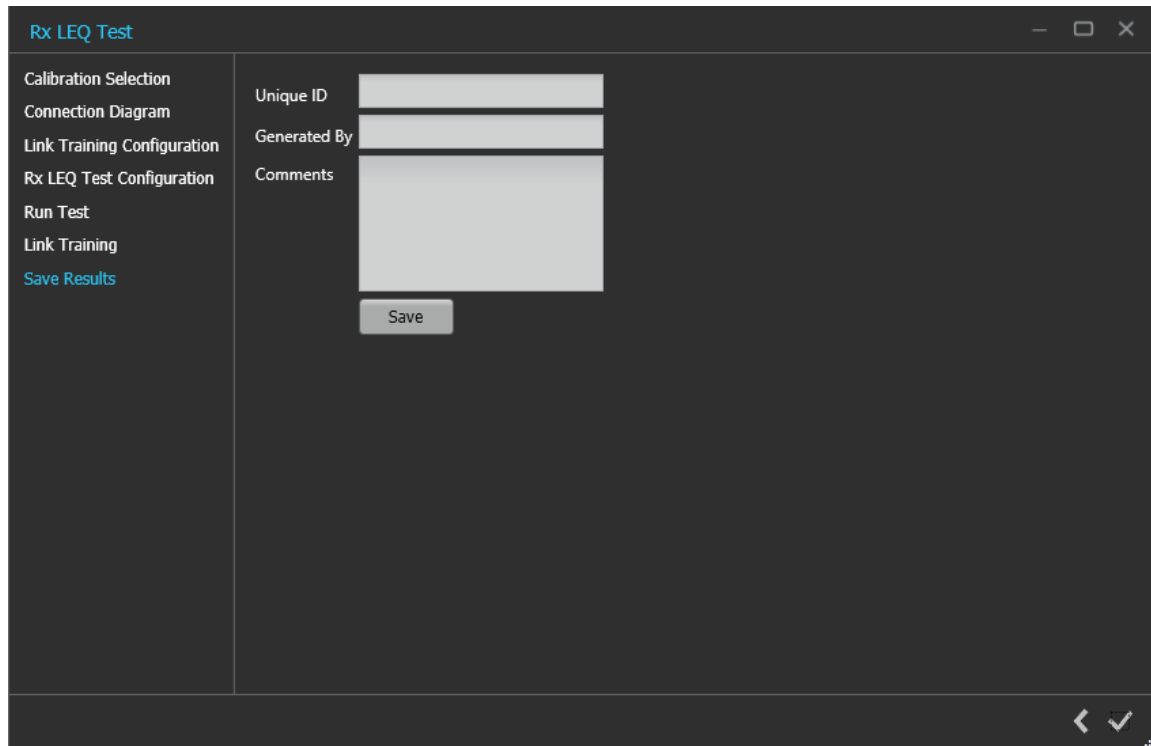 Rx LEQ Test
Calibration Selection
Connection Diagram
Link Training Configuration
Rx LEQ Test Configuration
Run Test
Link Training
Save Results
Unique ID
Generated By
Comments
Save